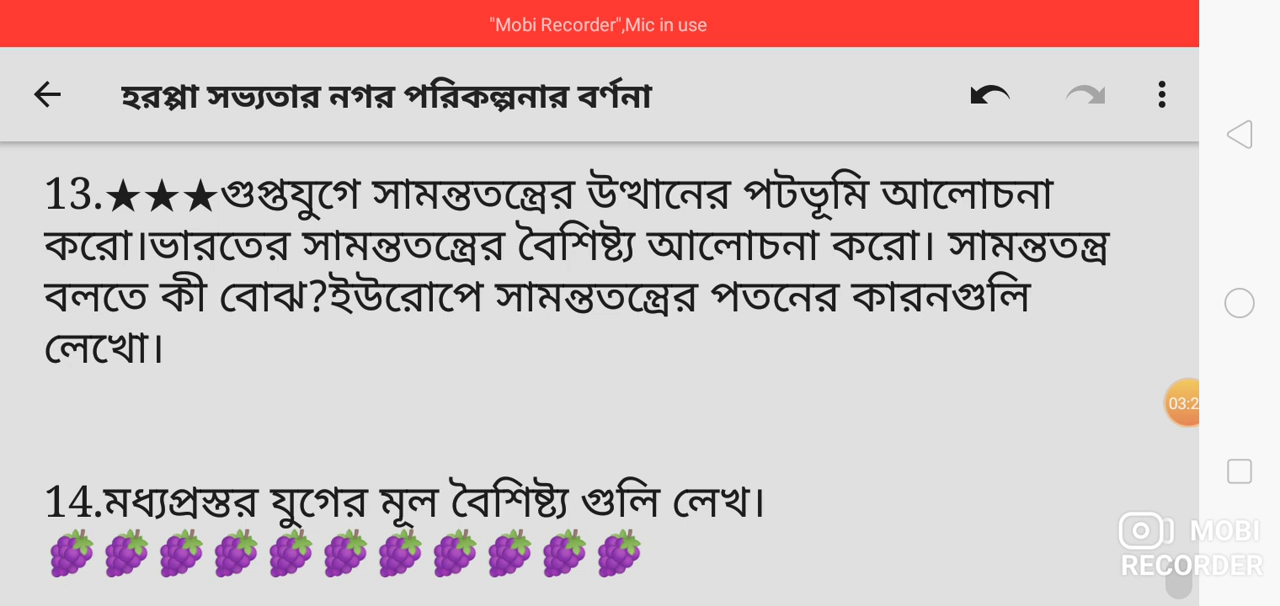 "Mobi Recorder",Mic in use
হরপ্পা সভ্যতার নগর পরিকল্পনার বর্ণনা
13.★★★গুপ্তযুগে সামন্ততন্ত্রের উত্থানের পটভূমি আলোচনা
করো।ভারতের সামন্ততন্ত্রের বৈশিষ্ট্য আলোচনা করো। সামন্ততন্ত্র
বলতে কী বোঝ?ইউরোপে সামন্ততন্ত্রের পতনের কারনগুলি
লেখো।
03:2
14.মধ্যপ্রস্তর যুগের মূল বৈশিষ্ট্য গুলি লেখ।
MOBI
RECORDER